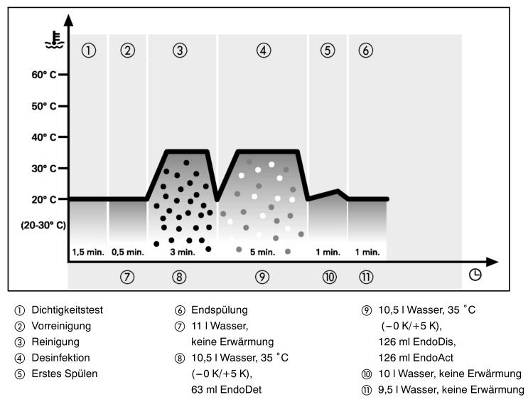 ① ② ③ ④ ⑤ ⑥
60° C
50° C
40° C
30° C
20° C
(20-30° C)
1,5 min. 0,5 min. 3 min. 5 min. 1 min. 1 min.
⑦ ⑧ ⑨ ⑩ ⑪
① Dichtigkeitstest
② Vorreinigung
③ Reinigung
④ Desinfektion
⑤ Erstes Spülen
⑥ Endspülung
⑦ 11 l Wasser,
keine Erwärmung
⑧ 10,5 l Wasser, 35 ˚C
(−0 K/+5 K),
63 ml EndoDet
⑨ 10,5 l Wasser, 35 ˚C
(−0 K/+5 K),
126 ml EndoDis,
126 ml EndoAct
⑩ 10 l Wasser, keine Erwärmung
⑪ 9,5 l Wasser, keine Erwärmung